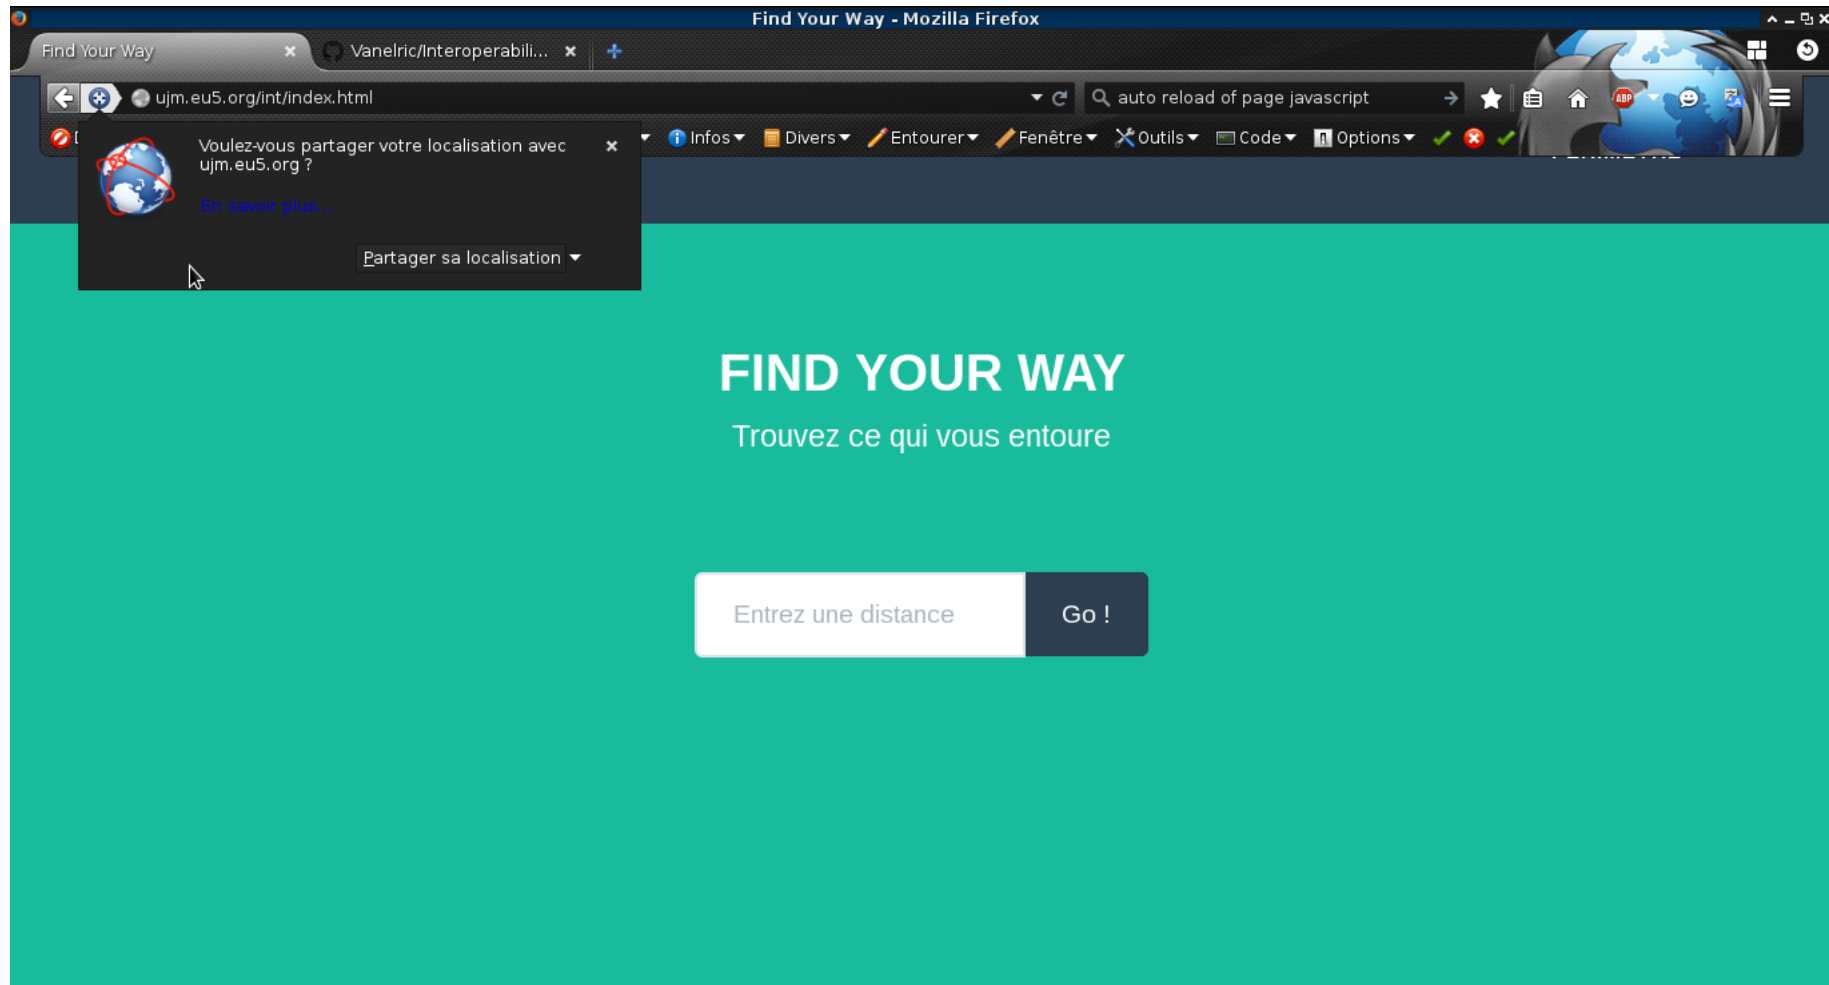 Find Your Way - Mozilla Firefox
Find Your Way
Vanelric/Interoperabili...
ujm.eu5.org/int/index.html
auto reload of page javascript
ABP
Infos
Divers
Entourer
Fenêtre
Outils
Code
Options
Voulez-vous partager votre localisation avec
ujm.eu5.org ?
En savoir plus...
Partager sa localisation
FIND YOUR WAY
Trouvez ce qui vous entoure
Entrez une distance
Go !